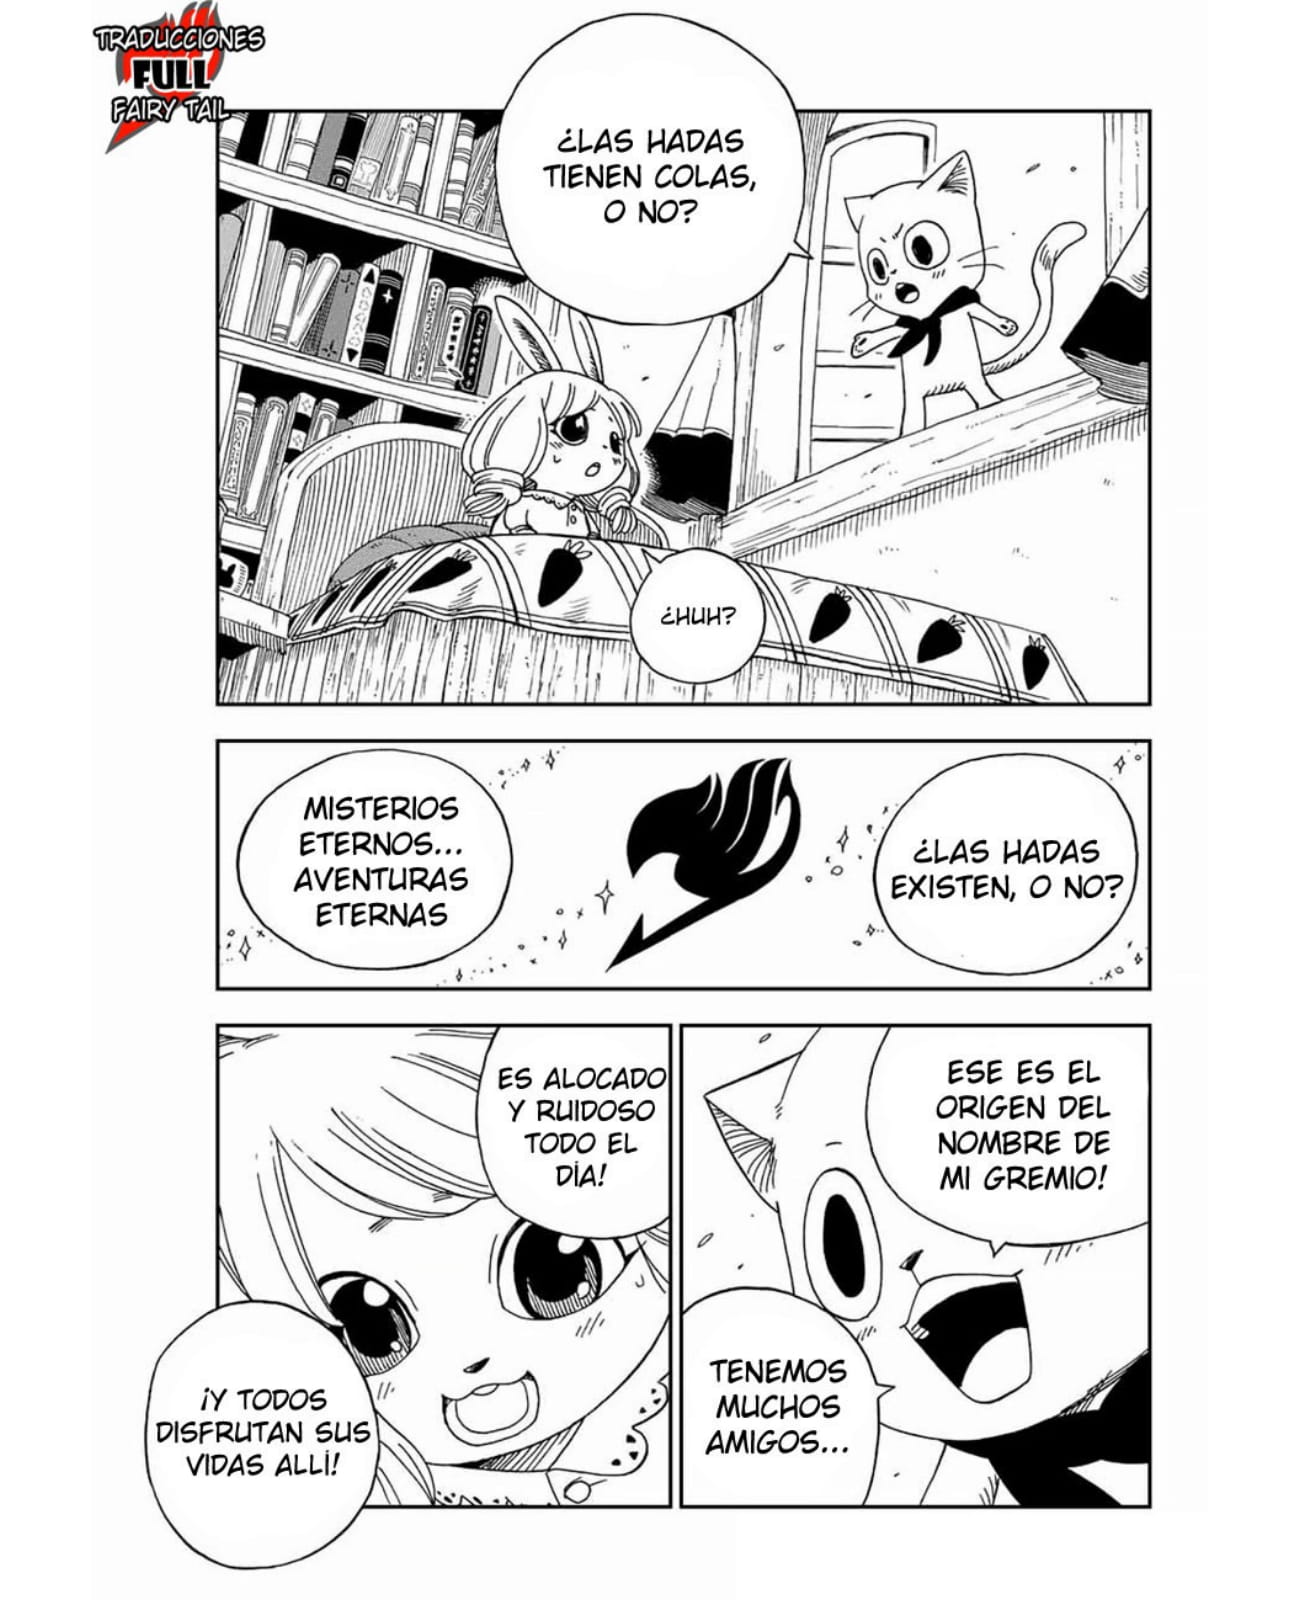 TRADUCCIONES
FULL
FAIRY TAIL
¿LAS HADAS
TIENEN COLAS,
O NO?
¿HUH?
¿LAS HADAS
EXISTEN, O NO?
MISTERIOS
ETERNOS...
AVENTURAS
ETERNAS
ESE ES EL
ORIGEN DEL
NOMBRE DE
MI GREMIO!
TENEMOS
MUCHOS
AMIGOS...
ES ALOCADO
Y RUIDOSO
TODO EL
DÍA!
¡Y TODOS
DISFRUTAN SUS
VIDAS ALLÍ!